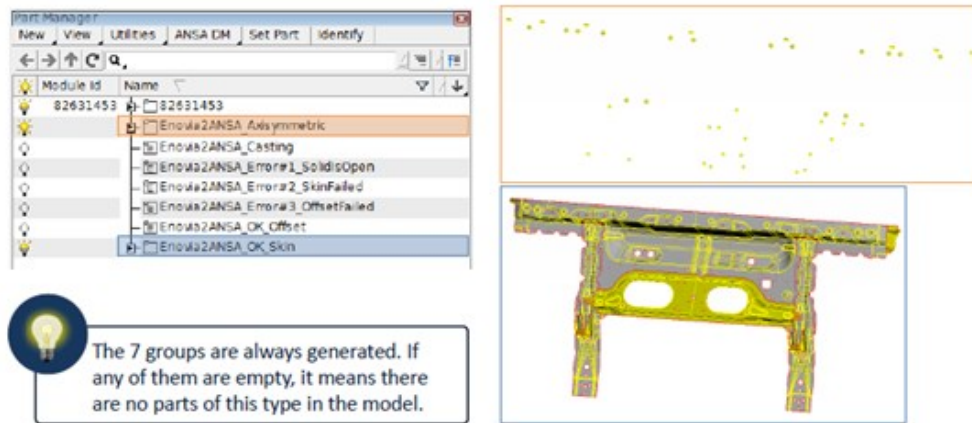 Part Manager
New View Utilities ANSA DM Set Part Identify
Module Id Name
82631453 82631453
Enovia2ANSA_Axisymmetric
Enovia2ANSA_Casting
Enovia2ANSA_Error#1_SolidIsOpen
Enovia2ANSA_Error#2_SkinFailed
Enovia2ANSA_Error#3_OffsetFailed
Enovia2ANSA_OK_Offset
Enovia2ANSA_OK_Skin
The 7 groups are always generated. If
any of them are empty, it means there
are no parts of this type in the model.